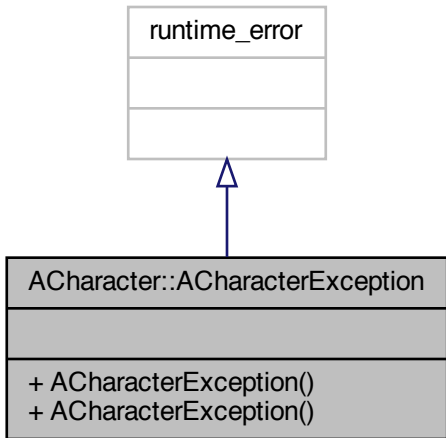 runtime_error
ACharacter::ACharacterException
+ ACharacterException()
+ ACharacterException()